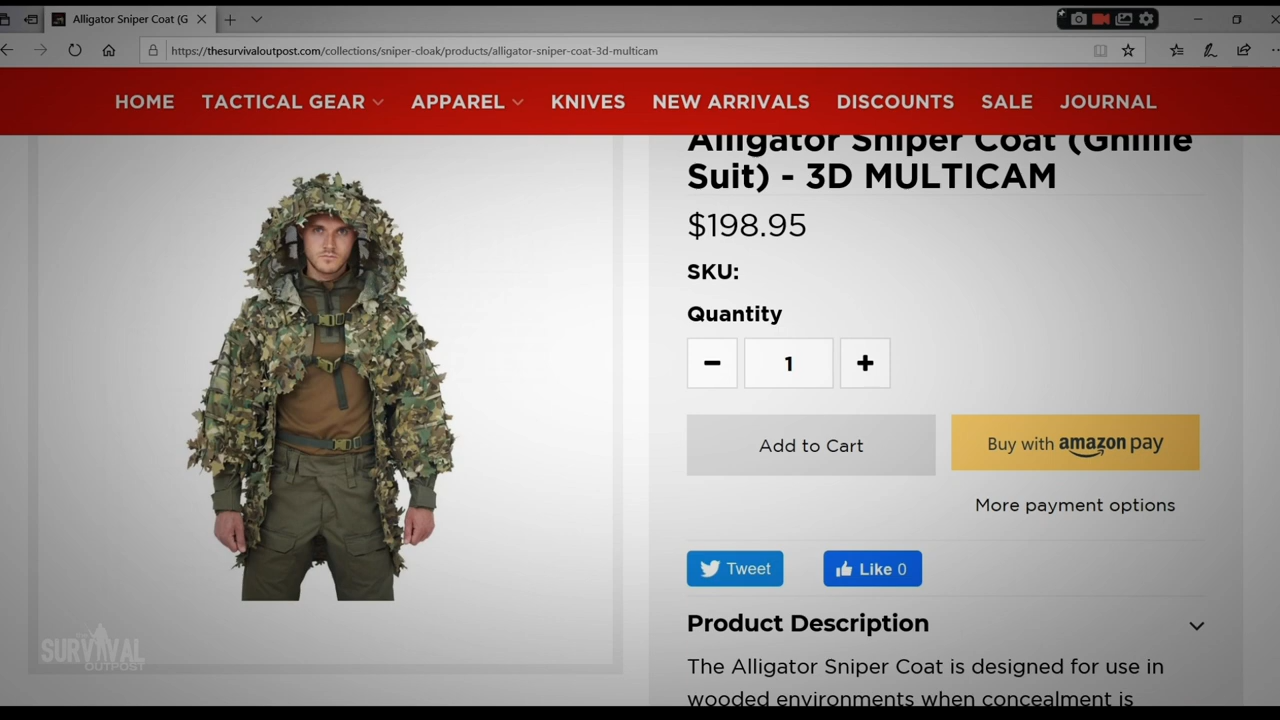 Alligator Sniper Coat (G
https://thesurvivaloutpost.com/collections/sniper-cloak/products/alligator-sniper-coat-3d-multicam
HOME TACTICAL GEAR APPAREL KNIVES NEW ARRIVALS DISCOUNTS SALE JOURNAL
Alligator Sniper Coat (Ghillie
Suit) - 3D MULTICAM
$198.95
SKU:
Quantity
1
Add to Cart
Buy with amazon pay
More payment options
Tweet
Like 0
Product Description
The Alligator Sniper Coat is designed for use in
wooded environments when concealment is
SURVIVAL
OUTPOST